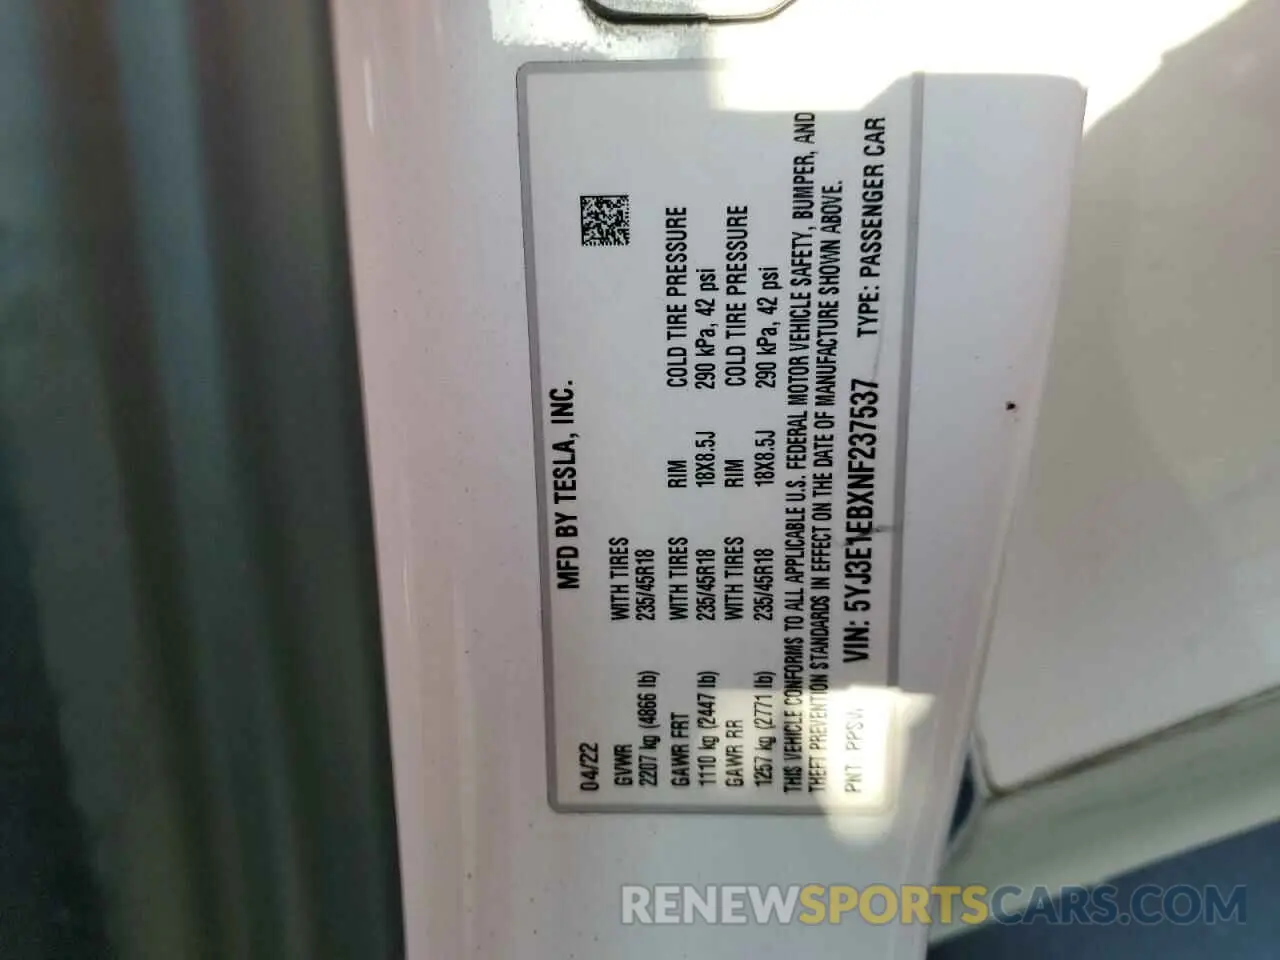 MFD BY TESLA, INC.
04/22
GVWR WITH TIRES
2207 kg (4866 lb) 235/45R18
GAWR FRT WITH TIRES RIM COLD TIRE PRESSURE
1110 kg (2447 lb) 235/45R18 18X8.5J 290 kPa, 42 psi
GAWR RR WITH TIRES RIM COLD TIRE PRESSURE
1257 kg (2771 lb) 235/45R18 18X8.5J 290 kPa, 42 psi
THIS VEHICLE CONFORMS TO ALL APPLICABLE U.S. FEDERAL MOTOR VEHICLE SAFETY, BUMPER, AND
THEFT PREVENTION STANDARDS IN EFFECT ON THE DATE OF MANUFACTURE SHOWN ABOVE.
PNT PPSW VIN: 5YJ3E1EBXNF237537 TYPE: PASSENGER CAR
RENEWSPORTSCARS.COM